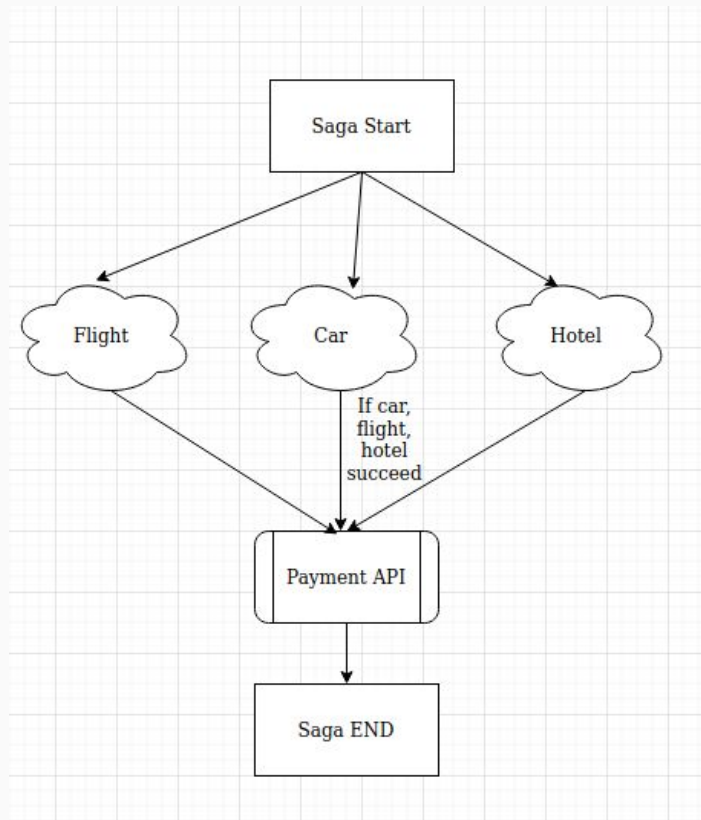 Saga Start
Flight
Car
Hotel
If car,
flight,
hotel
succeed
Payment API
Saga END